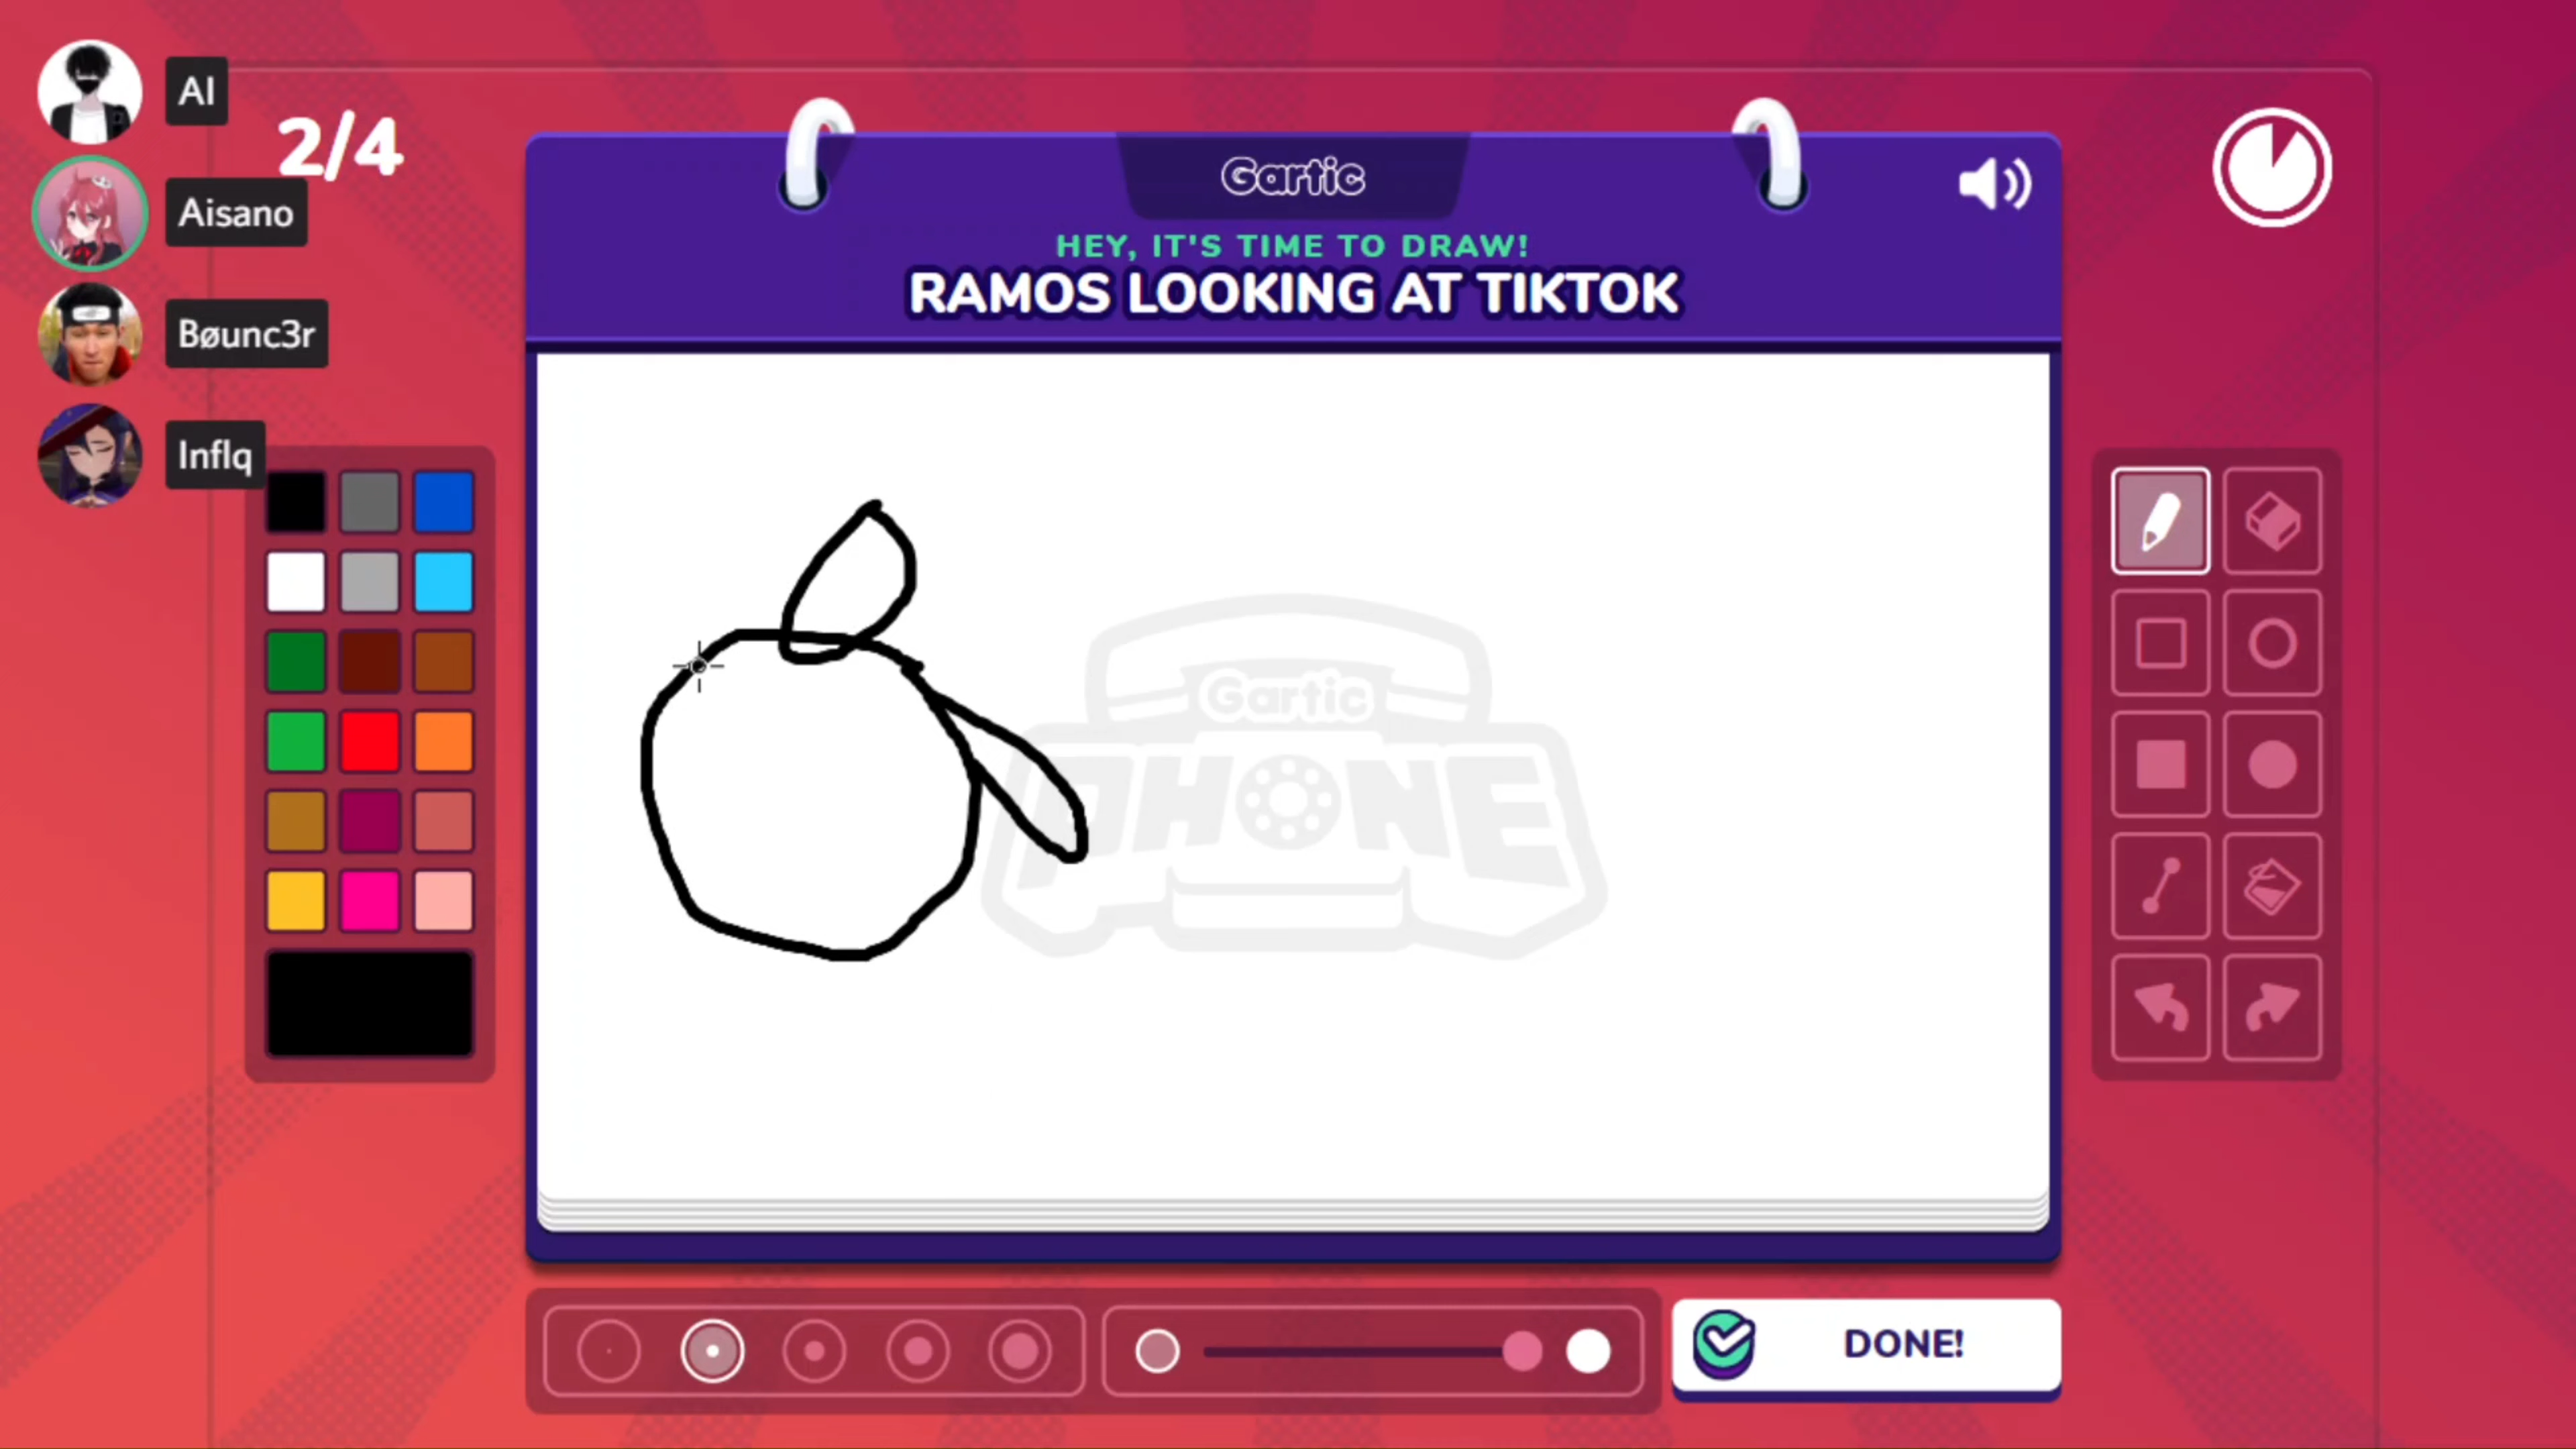 AI
2/4
Aisano
Bøunc3r
Inflq
Gartic
HEY, IT'S TIME TO DRAW!
RAMOS LOOKING AT TIKTOK
Gartic
PHONE
DONE!